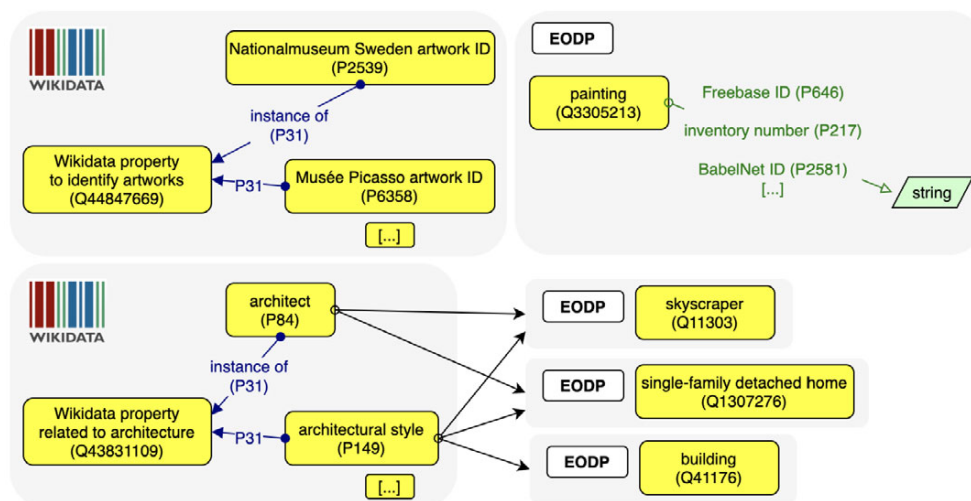 WIKIDATA
Nationalmuseum Sweden artwork ID
(P2539)
instance of
(P31)
Wikidata property
to identify artworks
(Q44847669)
P31
Musée Picasso artwork ID
(P6358)
[...]
EODP
painting
(Q3305213)
Freebase ID (P646)
inventory number (P217)
BabelNet ID (P2581)
[...]
string
WIKIDATA
architect
(P84)
instance of
(P31)
Wikidata property
related to architecture
(Q43831109)
P31
architectural style
(P149)
[...]
EODP
skyscraper
(Q11303)
EODP
single-family detached home
(Q1307276)
EODP
building
(Q41176)